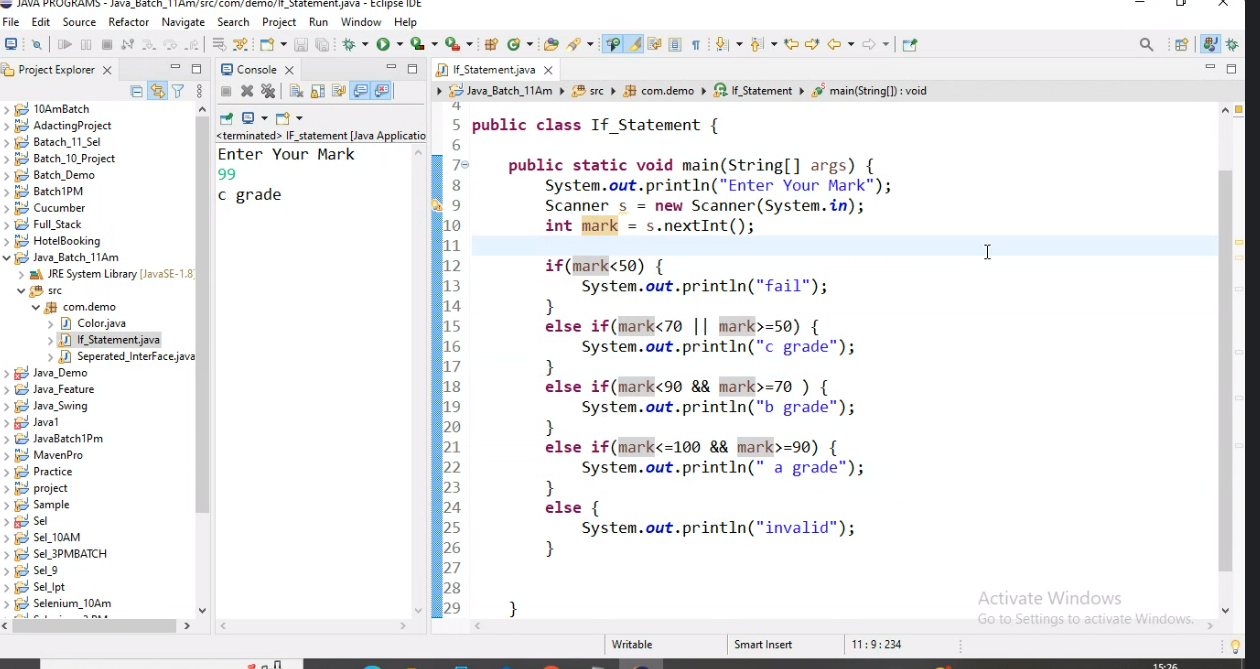 JAVA PROGRAMS - Java_Batch_11Am/src/com/demo/If_Statement.java - Eclipse IDE
File Edit Source Refactor Navigate Search Project Run Window Help
Project Explorer
10AmBatch
AdactingProject
Batach_11_Sel
Batch_10_Project
Batch_Demo
Batch1PM
Cucumber
Full_Stack
HotelBooking
Java_Batch_11Am
JRE System Library [JavaSE-1.8]
src
com.demo
Color.java
If_Statement.java
Seperated_InterFace.java
Java_Demo
Java_Feature
Java_Swing
Java1
JavaBatch1Pm
MavenPro
Practice
project
Sample
Sel
Sel_10AM
Sel_3PMBATCH
Sel_9
Sel_Ipt
Selenium_10Am
Console
<terminated> IF_statement [Java Applicatio
Enter Your Mark
99
c grade
If_Statement.java
Java_Batch_11Am src com.demo If_Statement main(String[]) : void
4
5 public class If_Statement {
6
7 public static void main(String[] args) {
8 System.out.println("Enter Your Mark");
9 Scanner s = new Scanner(System.in);
10 int mark = s.nextInt();
11
12 if(mark<50) {
13 System.out.println("fail");
14 }
15 else if(mark<70 || mark>=50) {
16 System.out.println("c grade");
17 }
18 else if(mark<90 && mark>=70 ) {
19 System.out.println("b grade");
20 }
21 else if(mark<=100 && mark>=90) {
22 System.out.println(" a grade");
23 }
24 else {
25 System.out.println("invalid");
26 }
27
28
29 }
Activate Windows
Go to Settings to activate Windows.
Writable Smart Insert 11 : 9 : 234
15:26